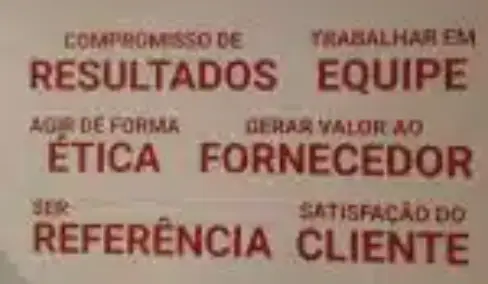 COMPROMISSO DE TRABALHAR EM
RESULTADOS EQUIPE
AGIR DE FORMA GERAR VALOR AO
ÉTICA FORNECEDOR
SER SATISFAÇÃO DO
REFERÊNCIA CLIENTE